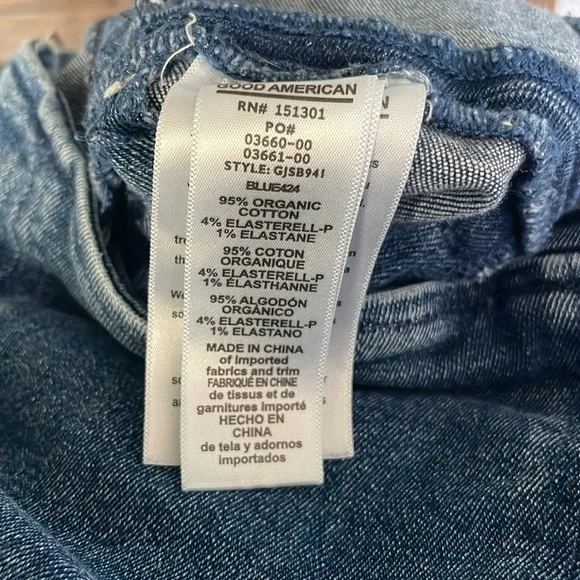 GOOD AMERICAN
RN# 151301
PO#
03660-00
03661-00
STYLE: GJSB94I
BLUE424
95% ORGANIC
COTTON
4% ELASTERELL-P
1% ELASTANE
95% COTON
ORGANIQUE
4% ELASTERELL-P
1% ÉLASTHANNE
95% ALGODÓN
ORGÁNICO
4% ELASTERELL-P
1% ELASTANO
MADE IN CHINA
of imported
fabrics and trim
FABRIQUÉ EN CHINE
de tissus et de
garnitures importé
HECHO EN
CHINA
de tela y adornos
importados